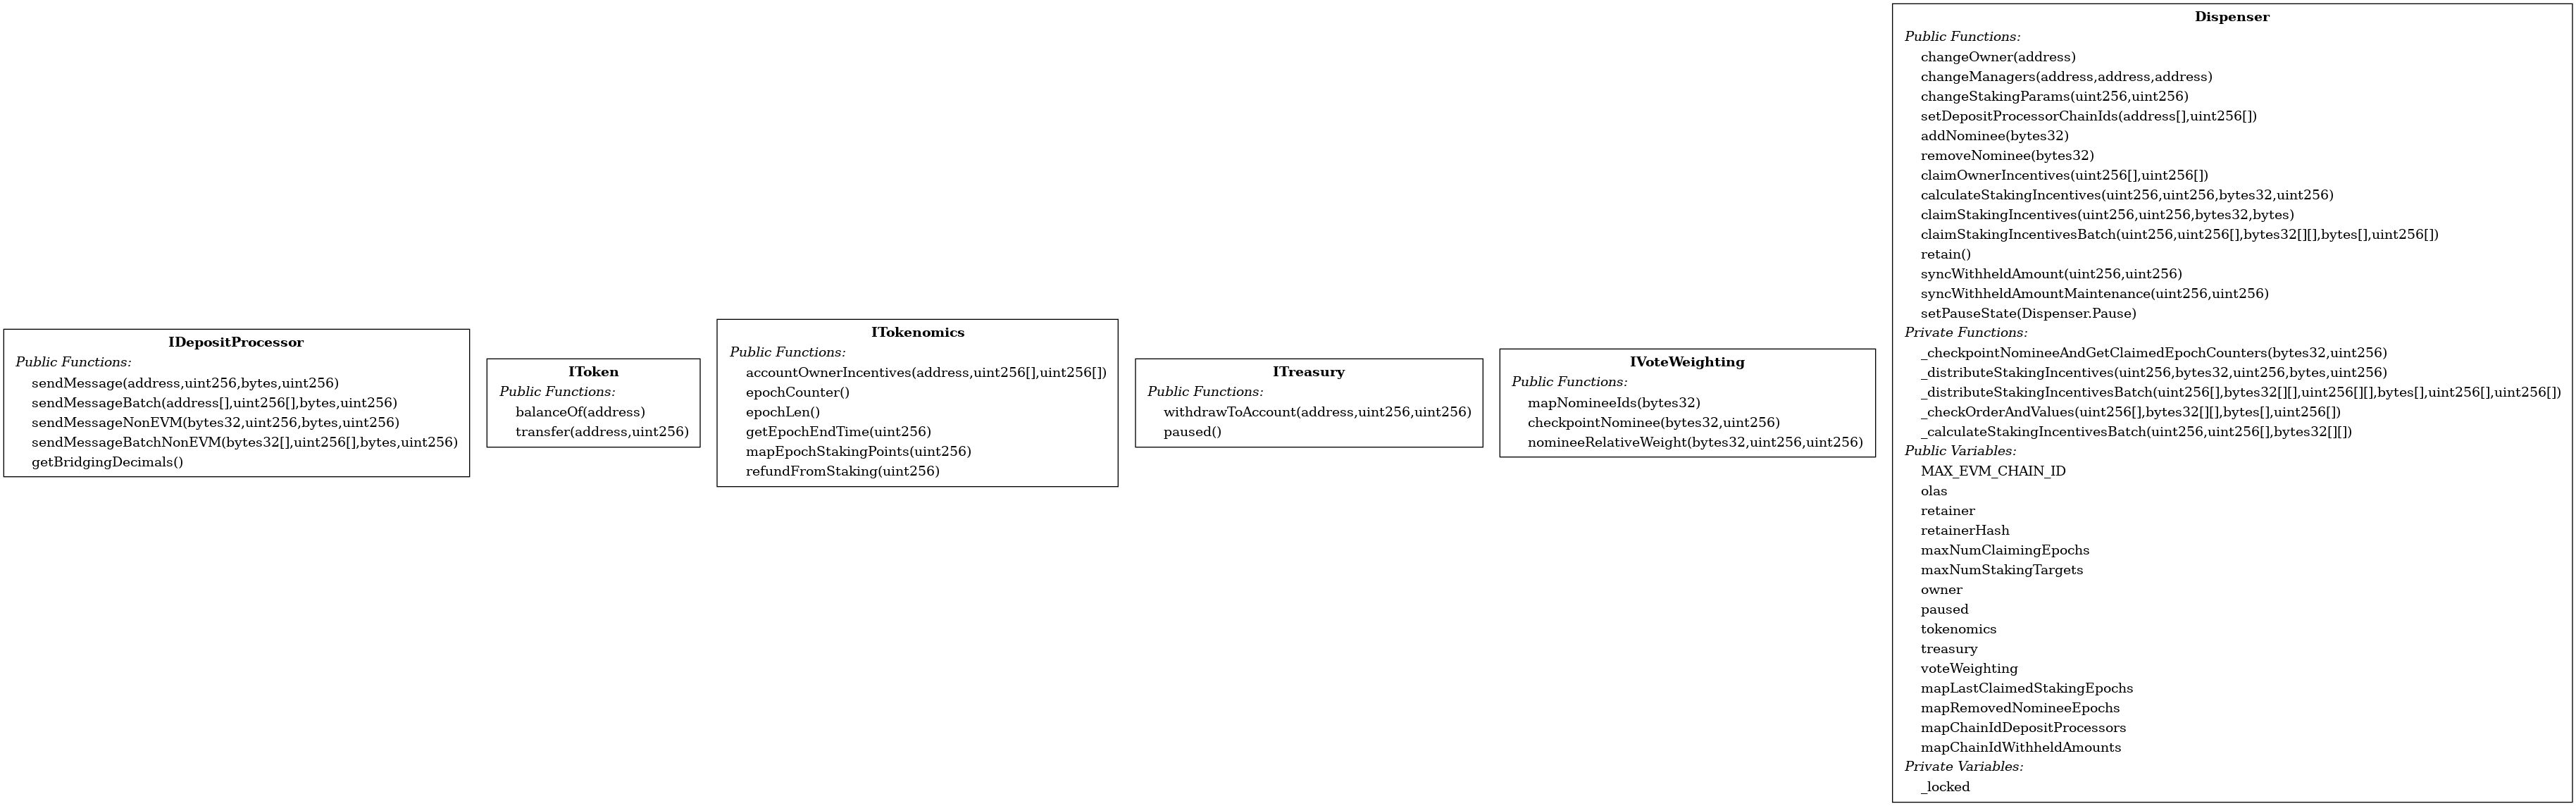 IDepositProcessor
Public Functions:
sendMessage(address,uint256,bytes,uint256)
sendMessageBatch(address[],uint256[],bytes,uint256)
sendMessageNonEVM(bytes32,uint256,bytes,uint256)
sendMessageBatchNonEVM(bytes32[],uint256[],bytes,uint256)
getBridgingDecimals()
IToken
Public Functions:
balanceOf(address)
transfer(address,uint256)
ITokenomics
Public Functions:
accountOwnerIncentives(address,uint256[],uint256[])
epochCounter()
epochLen()
getEpochEndTime(uint256)
mapEpochStakingPoints(uint256)
refundFromStaking(uint256)
ITreasury
Public Functions:
withdrawToAccount(address,uint256,uint256)
paused()
IVoteWeighting
Public Functions:
mapNomineeIds(bytes32)
checkpointNominee(bytes32,uint256)
nomineeRelativeWeight(bytes32,uint256,uint256)
Dispenser
Public Functions:
changeOwner(address)
changeManagers(address,address,address)
changeStakingParams(uint256,uint256)
setDepositProcessorChainIds(address[],uint256[])
addNominee(bytes32)
removeNominee(bytes32)
claimOwnerIncentives(uint256[],uint256[])
calculateStakingIncentives(uint256,uint256,bytes32,uint256)
claimStakingIncentives(uint256,uint256,bytes32,bytes)
claimStakingIncentivesBatch(uint256,uint256[],bytes32[][],bytes[],uint256[])
retain()
syncWithheldAmount(uint256,uint256)
syncWithheldAmountMaintenance(uint256,uint256)
setPauseState(Dispenser.Pause)
Private Functions:
_checkpointNomineeAndGetClaimedEpochCounters(bytes32,uint256)
_distributeStakingIncentives(uint256,bytes32,uint256,bytes,uint256)
_distributeStakingIncentivesBatch(uint256[],bytes32[][],uint256[][],bytes[],uint256[],uint256[])
_checkOrderAndValues(uint256[],bytes32[][],bytes[],uint256[])
_calculateStakingIncentivesBatch(uint256,uint256[],bytes32[][])
Public Variables:
MAX_EVM_CHAIN_ID
olas
retainer
retainerHash
maxNumClaimingEpochs
maxNumStakingTargets
owner
paused
tokenomics
treasury
voteWeighting
mapLastClaimedStakingEpochs
mapRemovedNomineeEpochs
mapChainIdDepositProcessors
mapChainIdWithheldAmounts
Private Variables:
_locked